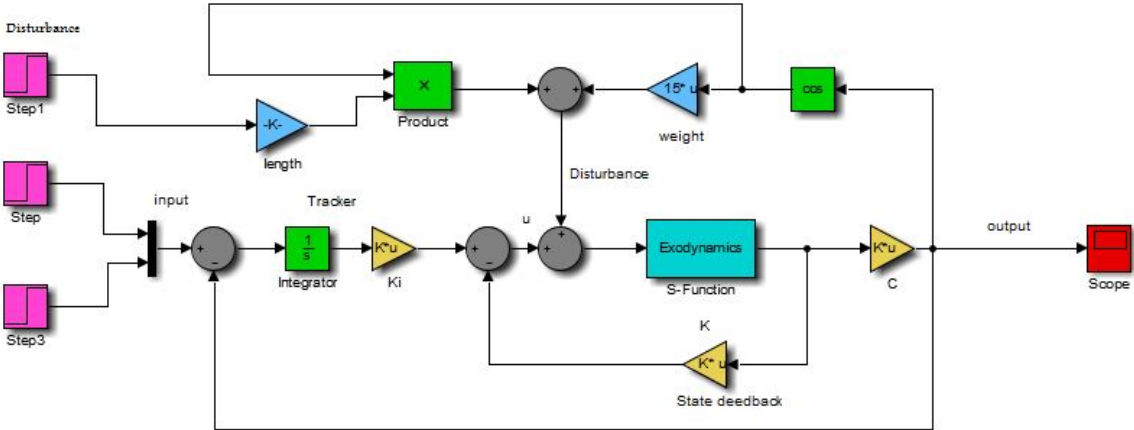 Disturbance
Step1
-K-
length
×
Product
+ +
15* u
weight
cos
Disturbance
Step
input
Step3
+ −
1/s
Integrator
Tracker
K*u
Ki
+ −
u
+ +
Exodynamics
S-Function
K*u
C
output
Scope
K
K* u
State deedback